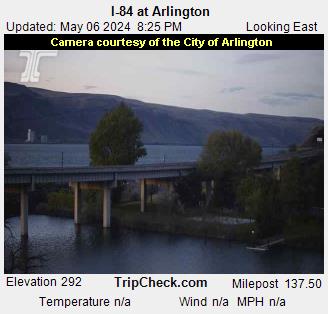 I-84 at Arlington
Updated: May 06 2024 8:25 PM Looking East
Camera courtesy of the City of Arlington
Elevation 292 TripCheck.com Milepost 137.50
Temperature n/a Wind n/a MPH n/a